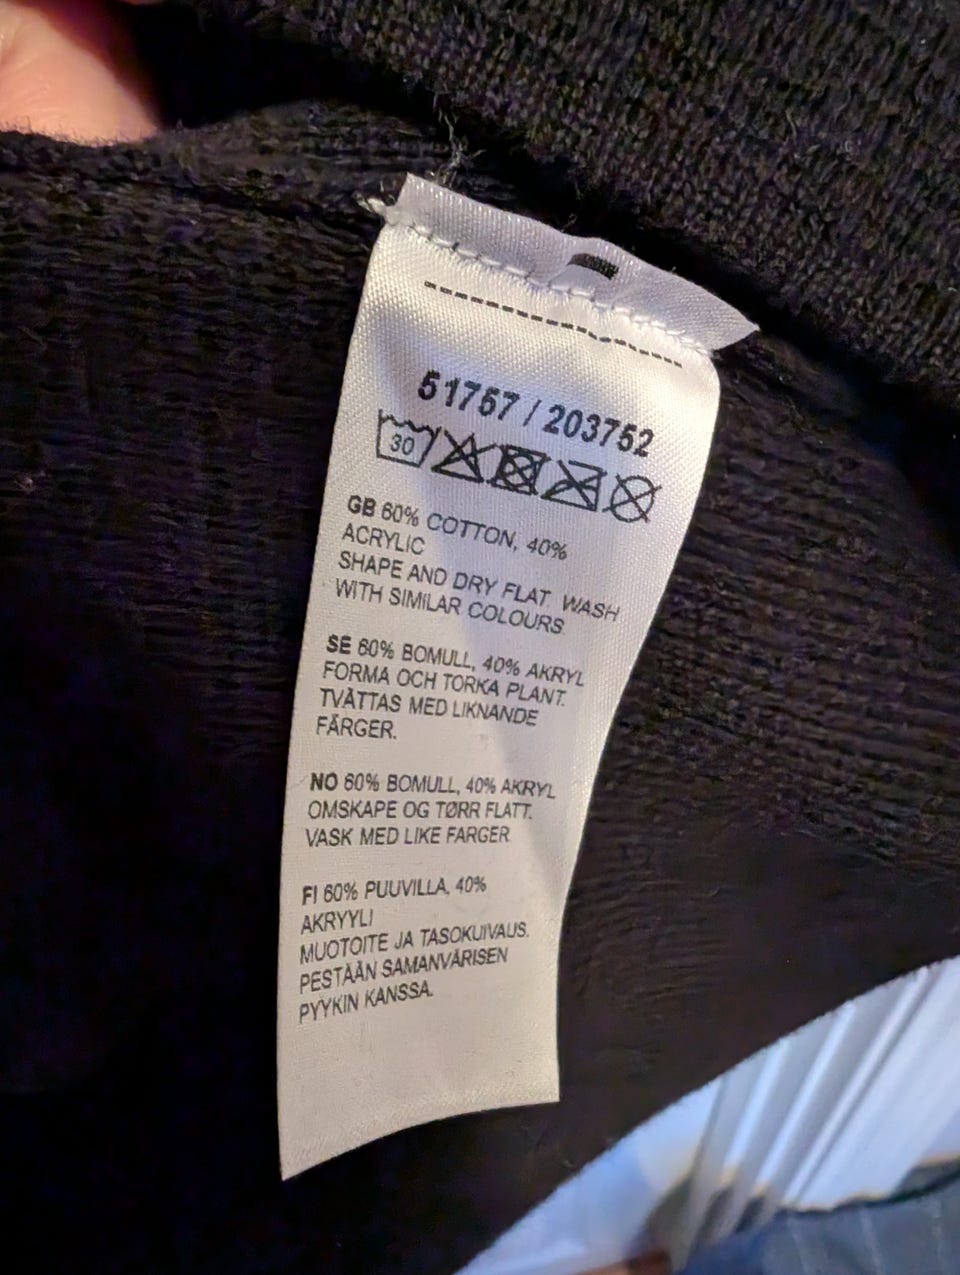 51757 / 203752
30
GB 60% COTTON, 40%
ACRYLIC
SHAPE AND DRY FLAT. WASH
WITH SIMILAR COLOURS.
SE 60% BOMULL, 40% AKRYL
FORMA OCH TORKA PLANT.
TVÄTTAS MED LIKNANDE
FÄRGER.
NO 60% BOMULL, 40% AKRYL
OMSKAPE OG TØRR FLATT.
VASK MED LIKE FARGER.
FI 60% PUUVILLA, 40%
AKRYYLI
MUOTOITE JA TASOKUIVAUS.
PESTÄÄN SAMANVÄRISEN
PYYKIN KANSSA.